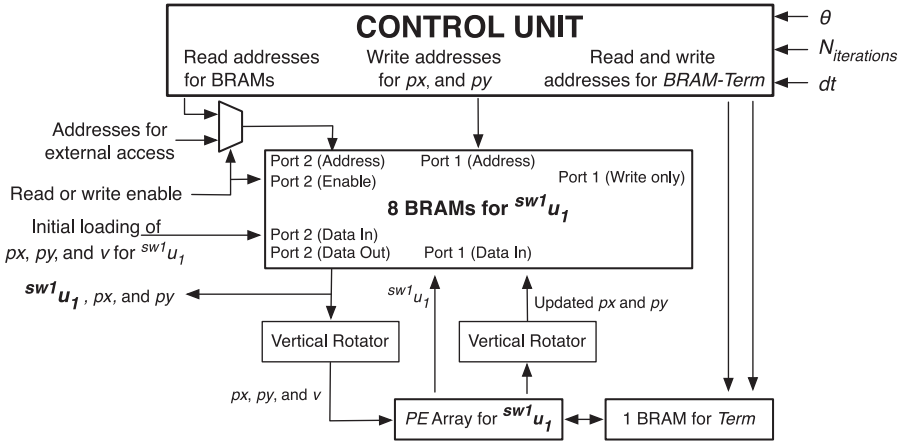 CONTROL UNIT
Read addresses
for BRAMs
Write addresses
for px, and py
Read and write
addresses for BRAM-Term
θ
N_iterations
dt
Addresses for
external access
Read or write enable
Initial loading of
px, py, and v for sw1u1
sw1u1, px, and py
Port 2 (Address)
Port 2 (Enable)
Port 1 (Address)
Port 1 (Write only)
8 BRAMs for sw1u1
Port 2 (Data In)
Port 2 (Data Out)
Port 1 (Data In)
sw1u1
Updated px and py
Vertical Rotator
Vertical Rotator
px, py, and v
PE Array for sw1u1
1 BRAM for Term